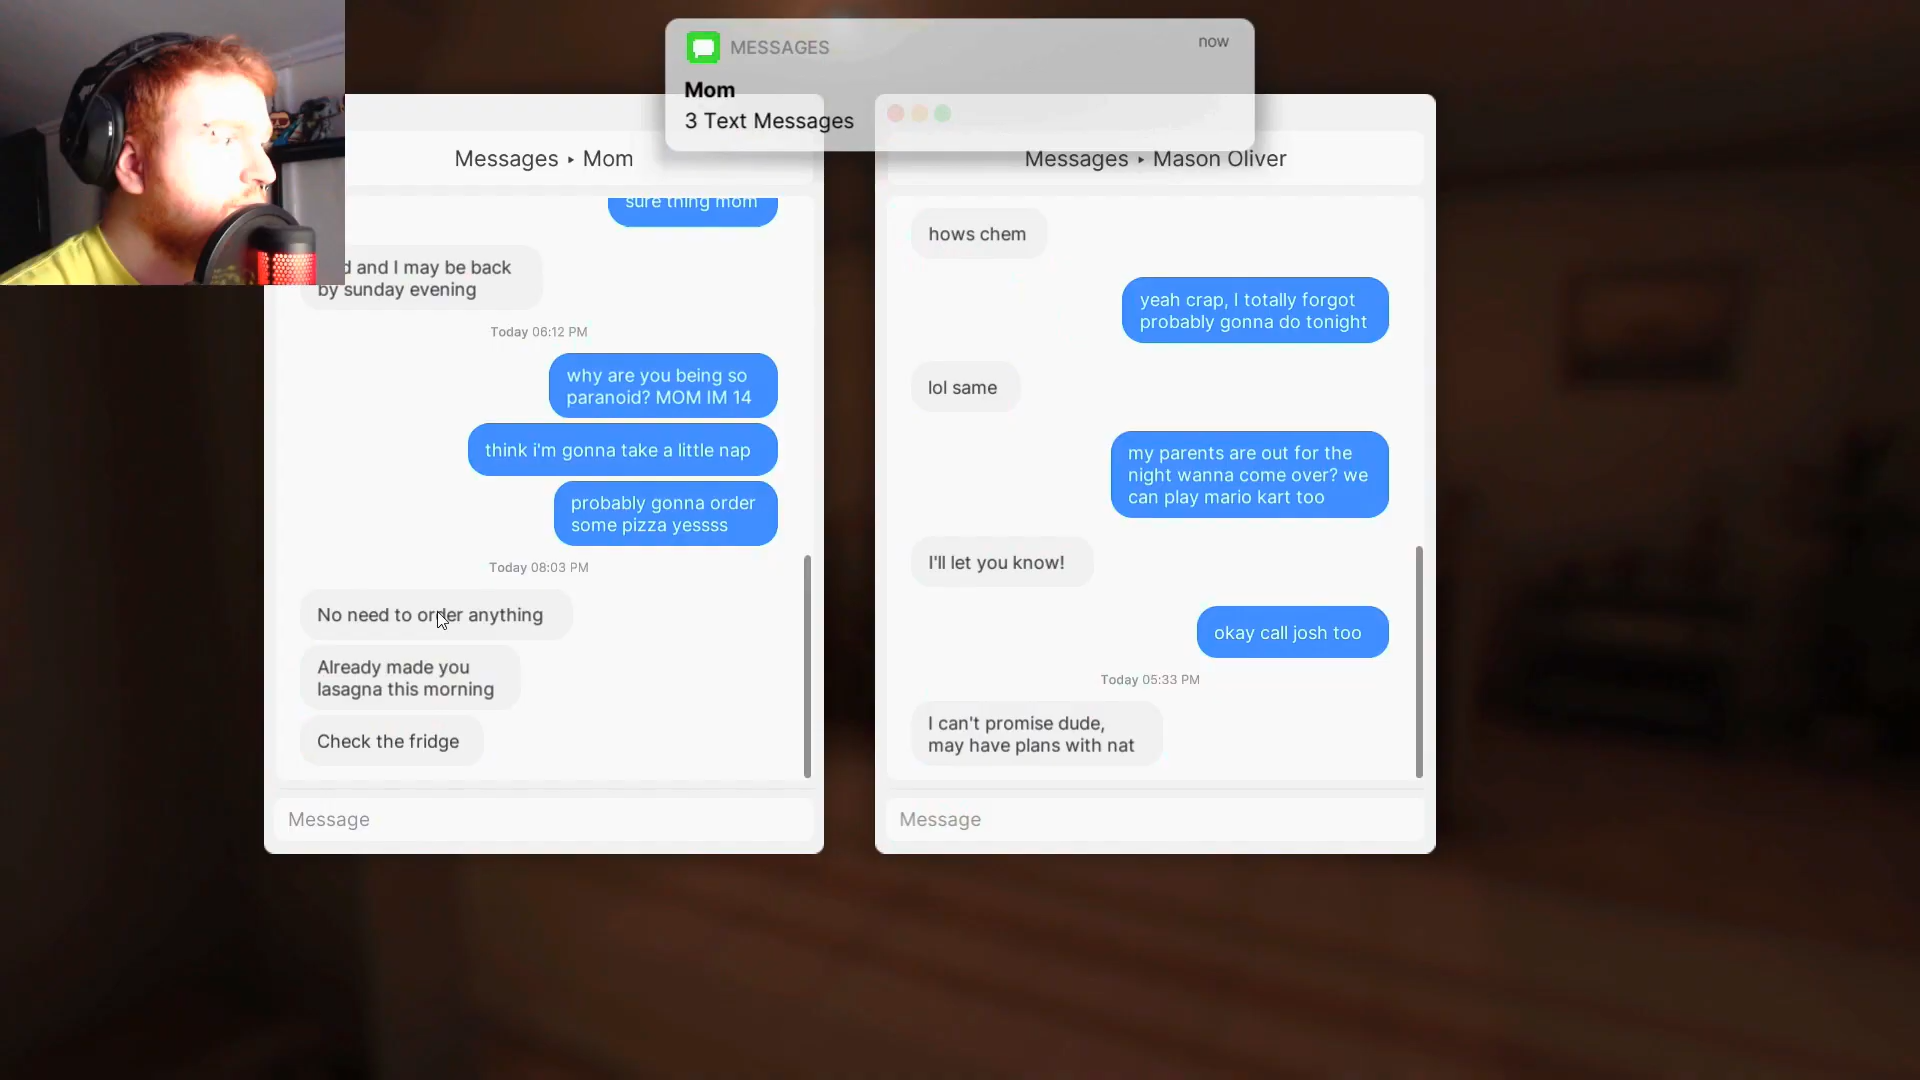 MESSAGES
now
Mom
3 Text Messages
Messages ‣ Mom
sure thing mom
and I may be back
by sunday evening
Today 06:12 PM
why are you being so
paranoid? MOM IM 14
think i'm gonna take a little nap
probably gonna order
some pizza yessss
Today 08:03 PM
No need to order anything
Already made you
lasagna this morning
Check the fridge
Message
Messages ‣ Mason Oliver
hows chem
yeah crap, I totally forgot
probably gonna do tonight
lol same
my parents are out for the
night wanna come over? we
can play mario kart too
I'll let you know!
okay call josh too
Today 05:33 PM
I can't promise dude,
may have plans with nat
Message